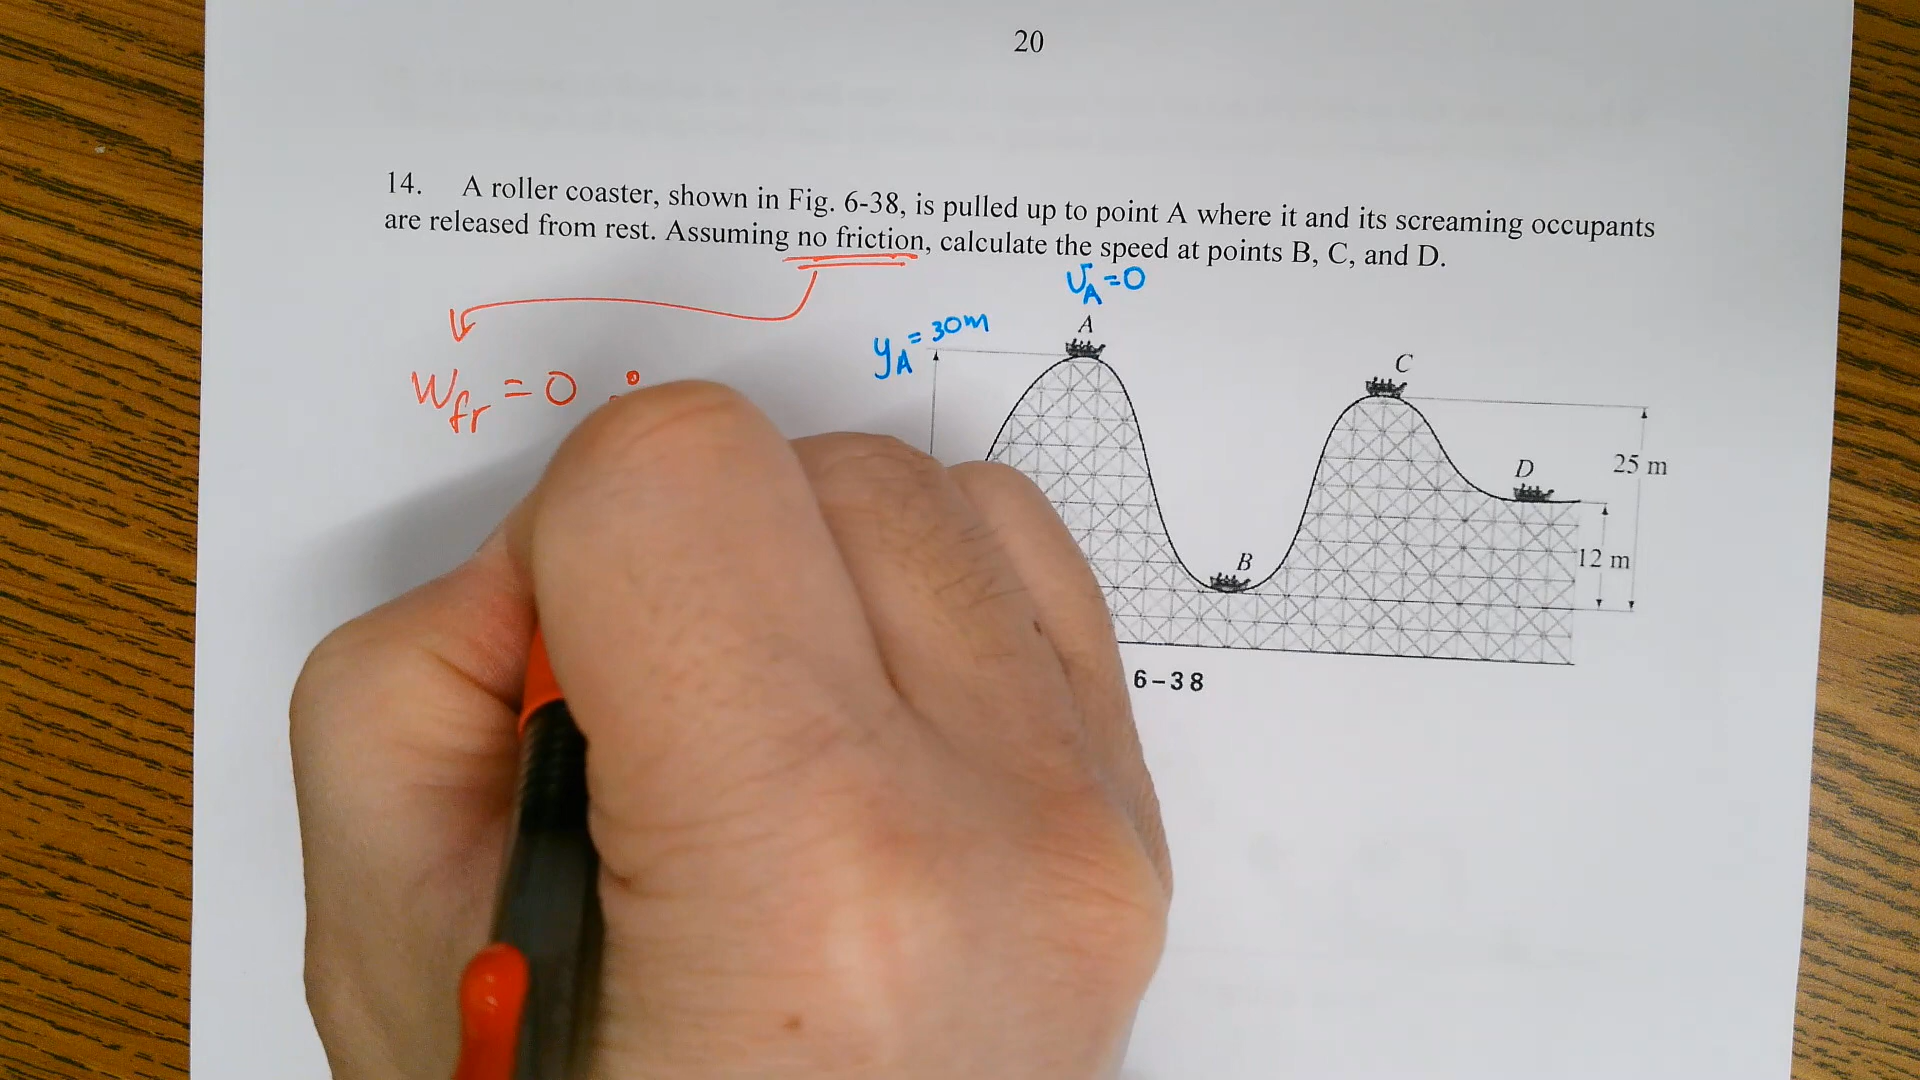 20
14. A roller coaster, shown in Fig. 6-38, is pulled up to point A where it and its screaming occupants
are released from rest. Assuming no friction, calculate the speed at points B, C, and D.
v_A = 0
y_A = 30m
A
C
W_fr = 0
D
25 m
B
12 m
6-38